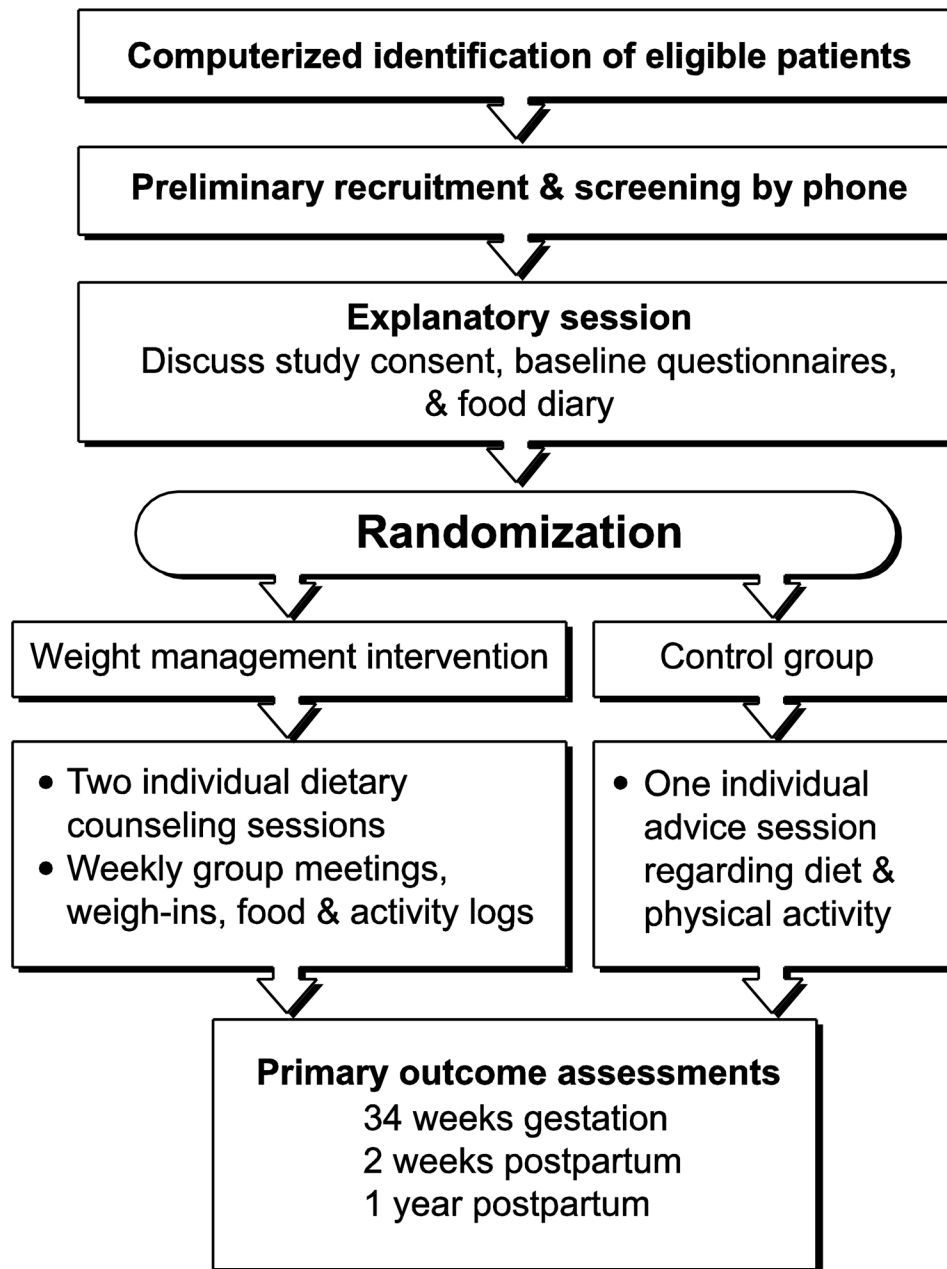 Computerized identification of eligible patients
Preliminary recruitment & screening by phone
Explanatory session
Discuss study consent, baseline questionnaires,
& food diary
Randomization
Weight management intervention
Control group
• Two individual dietary
counseling sessions
• Weekly group meetings,
weigh-ins, food & activity logs
• One individual
advice session
regarding diet &
physical activity
Primary outcome assessments
34 weeks gestation
2 weeks postpartum
1 year postpartum